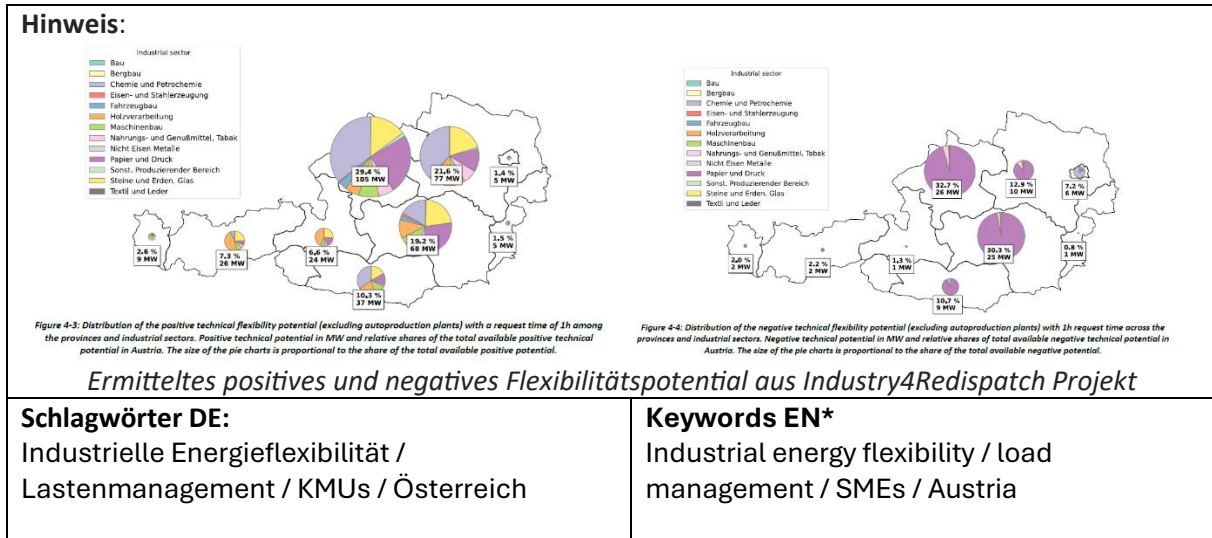 Hinweis:
Industrial sector
Bau
Bergbau
Chemie und Petrochemie
Eisen- und Stahlerzeugung
Fahrzeugbau
Holzverarbeitung
Maschinenbau
Nahrungs- und Genußmittel, Tabak
Nicht Eisen Metalle
Papier und Druck
Sonst. Produzierender Bereich
Steine und Erden, Glas
Textil und Leder
29.4 %
105 MW
21.6 %
77 MW
1.4 %
5 MW
19.2 %
68 MW
1.5 %
5 MW
2.6 %
9 MW
7.3 %
26 MW
6.6 %
24 MW
10.3 %
37 MW
Figure 4-3: Distribution of the positive technical flexibility potential (excluding autoproduction plants) with a request time of 1h among
the provinces and industrial sectors. Positive technical potential in MW and relative shares of the total available positive technical
potential in Austria. The size of the pie charts is proportional to the share of the total available positive potential.
Industrial sector
Bau
Bergbau
Chemie und Petrochemie
Eisen- und Stahlerzeugung
Fahrzeugbau
Holzverarbeitung
Maschinenbau
Nahrungs- und Genußmittel, Tabak
Nicht Eisen Metalle
Papier und Druck
Sonst. Produzierender Bereich
Steine und Erden, Glas
Textil und Leder
32.7 %
26 MW
12.9 %
10 MW
7.2 %
6 MW
30.3 %
25 MW
0.8 %
1 MW
2.0 %
2 MW
2.2 %
2 MW
1.3 %
1 MW
10.7 %
9 MW
Figure 4-4: Distribution of the negative technical flexibility potential (excluding autoproduction plants) with 1h request time across the
provinces and industrial sectors. Negative technical potential in MW and relative shares of total available negative technical potential in
Austria. The size of the pie charts is proportional to the share of the total available negative potential.
Ermitteltes positives und negatives Flexibilitätspotential aus Industry4Redispatch Projekt
Schlagwörter DE:
Industrielle Energieflexibilität /
Lastenmanagement / KMUs / Österreich
Keywords EN*
Industrial energy flexibility / load
management / SMEs / Austria